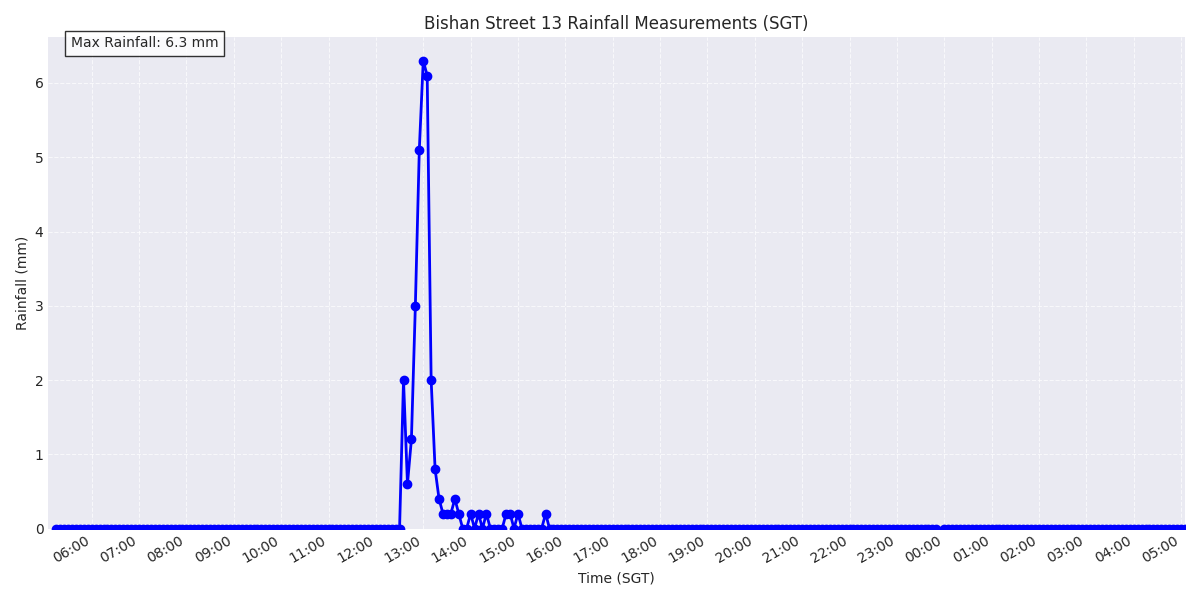 Bishan Street 13 Rainfall Measurements (SGT)
Max Rainfall: 6.3 mm
Rainfall (mm)
6
5
4
3
2
1
0
06:00 07:00 08:00 09:00 10:00 11:00 12:00 13:00 14:00 15:00 16:00 17:00 18:00 19:00 20:00 21:00 22:00 23:00 00:00 01:00 02:00 03:00 04:00 05:00
Time (SGT)